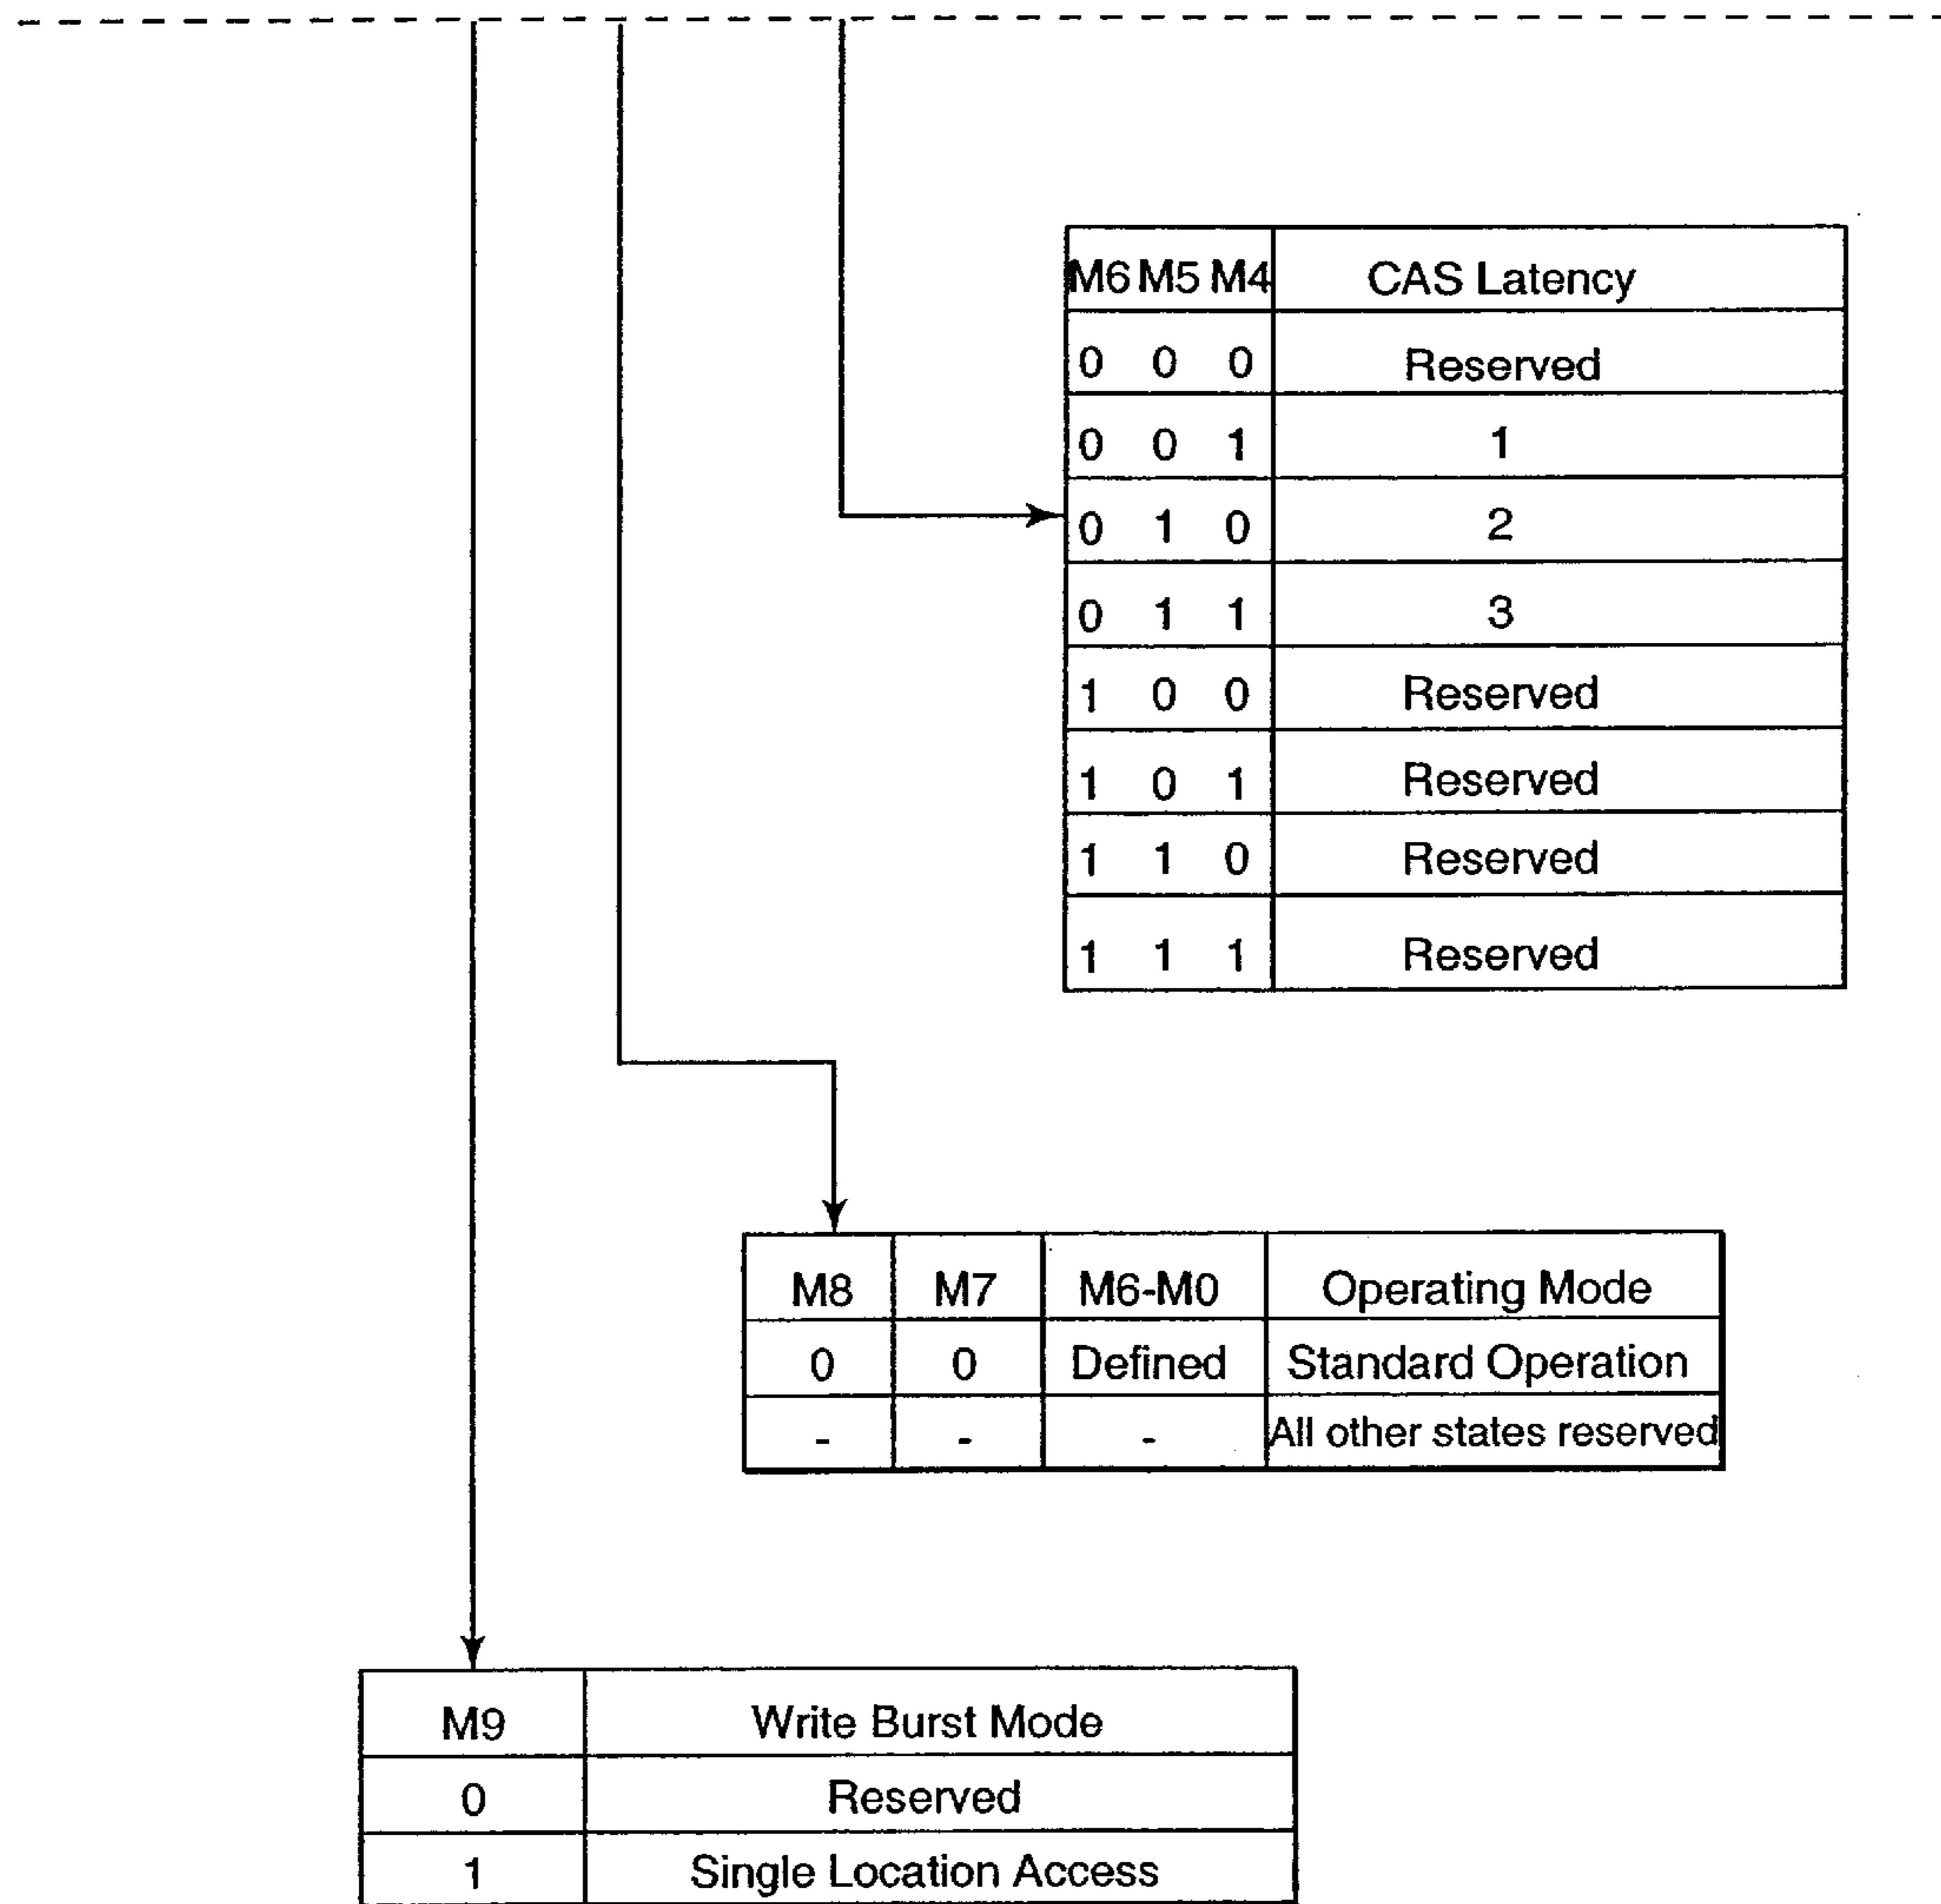 M6 M5 M4 CAS Latency
0 0 0 Reserved
0 0 1 1
0 1 0 2
0 1 1 3
1 0 0 Reserved
1 0 1 Reserved
1 1 0 Reserved
1 1 1 Reserved
M8 M7 M6-M0 Operating Mode
0 0 Defined Standard Operation
- - - All other states reserved
M9 Write Burst Mode
0 Reserved
1 Single Location Access